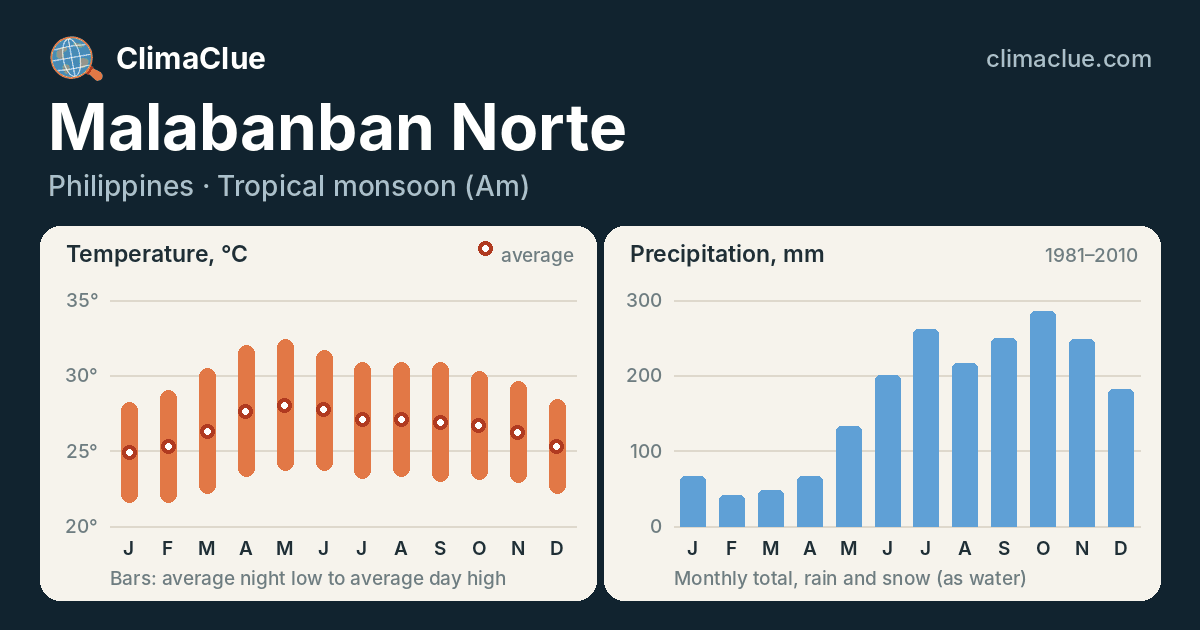 ClimaClue
climaclue.com
Malabanban Norte
Philippines · Tropical monsoon (Am)
Temperature, °C
average
35°
30°
25°
20°
J F M A M J J A S O N D
Bars: average night low to average day high
Precipitation, mm
1981–2010
300
200
100
0
J F M A M J J A S O N D
Monthly total, rain and snow (as water)